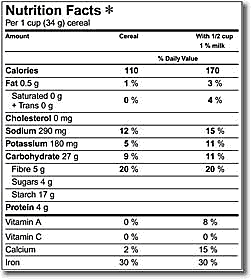 Nutrition Facts *
Per 1 cup (34 g) cereal
Amount Cereal With 1/2 cup
1 % milk
% Daily Value
Calories 110 170
Fat 0.5 g 1 % 3 %
Saturated 0 g
+ Trans 0 g 0 % 4 %
Cholesterol 0 mg
Sodium 290 mg 12 % 15 %
Potassium 180 mg 5 % 11 %
Carbohydrate 27 g 9 % 11 %
Fibre 5 g 20 % 20 %
Sugars 4 g
Starch 17 g
Protein 4 g
Vitamin A 0 % 8 %
Vitamin C 0 % 0 %
Calcium 2 % 15 %
Iron 30 % 30 %